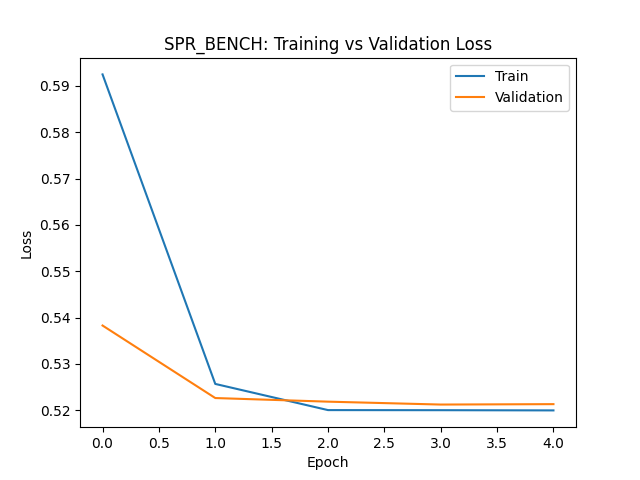 SPR_BENCH: Training vs Validation Loss
Train
Validation
0.59
0.58
0.57
0.56
0.55
0.54
0.53
0.52
Loss
0.0 0.5 1.0 1.5 2.0 2.5 3.0 3.5 4.0
Epoch